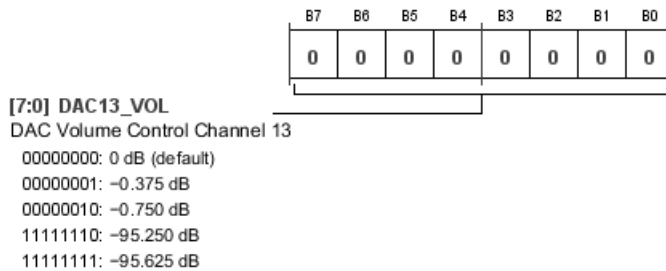 B7 B6 B5 B4 B3 B2 B1 B0
0 0 0 0 0 0 0 0
[7:0] DAC13_VOL
DAC Volume Control Channel 13
00000000: 0 dB (default)
00000001: −0.375 dB
00000010: −0.750 dB
11111110: −95.250 dB
11111111: −95.625 dB